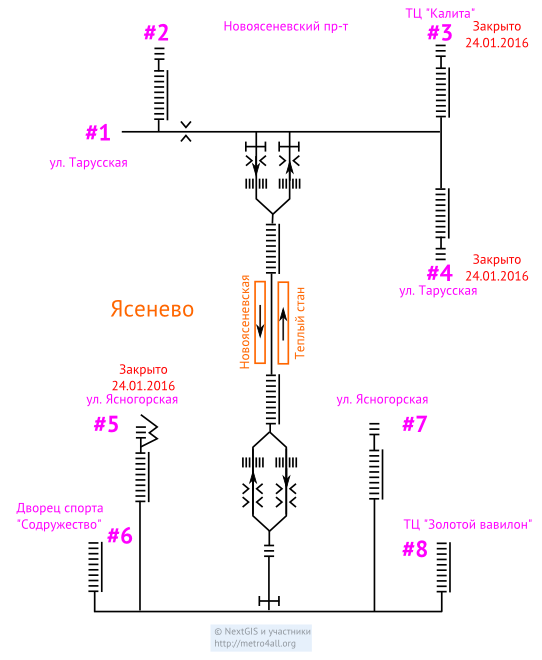 ТЦ "Калита"
Новоясеневский пр-т
#2
#3
Закрыто
24.01.2016
#1
ул. Тарусская
Закрыто
24.01.2016
#4
ул. Тарусская
Ясенево
Новоясеневская
Теплый стан
Закрыто
24.01.2016
ул. Ясногорская
#5
ул. Ясногорская
#7
Дворец спорта
"Содружество"
#6
ТЦ "Золотой вавилон"
#8
© NextGIS и участники
http://metro4all.org